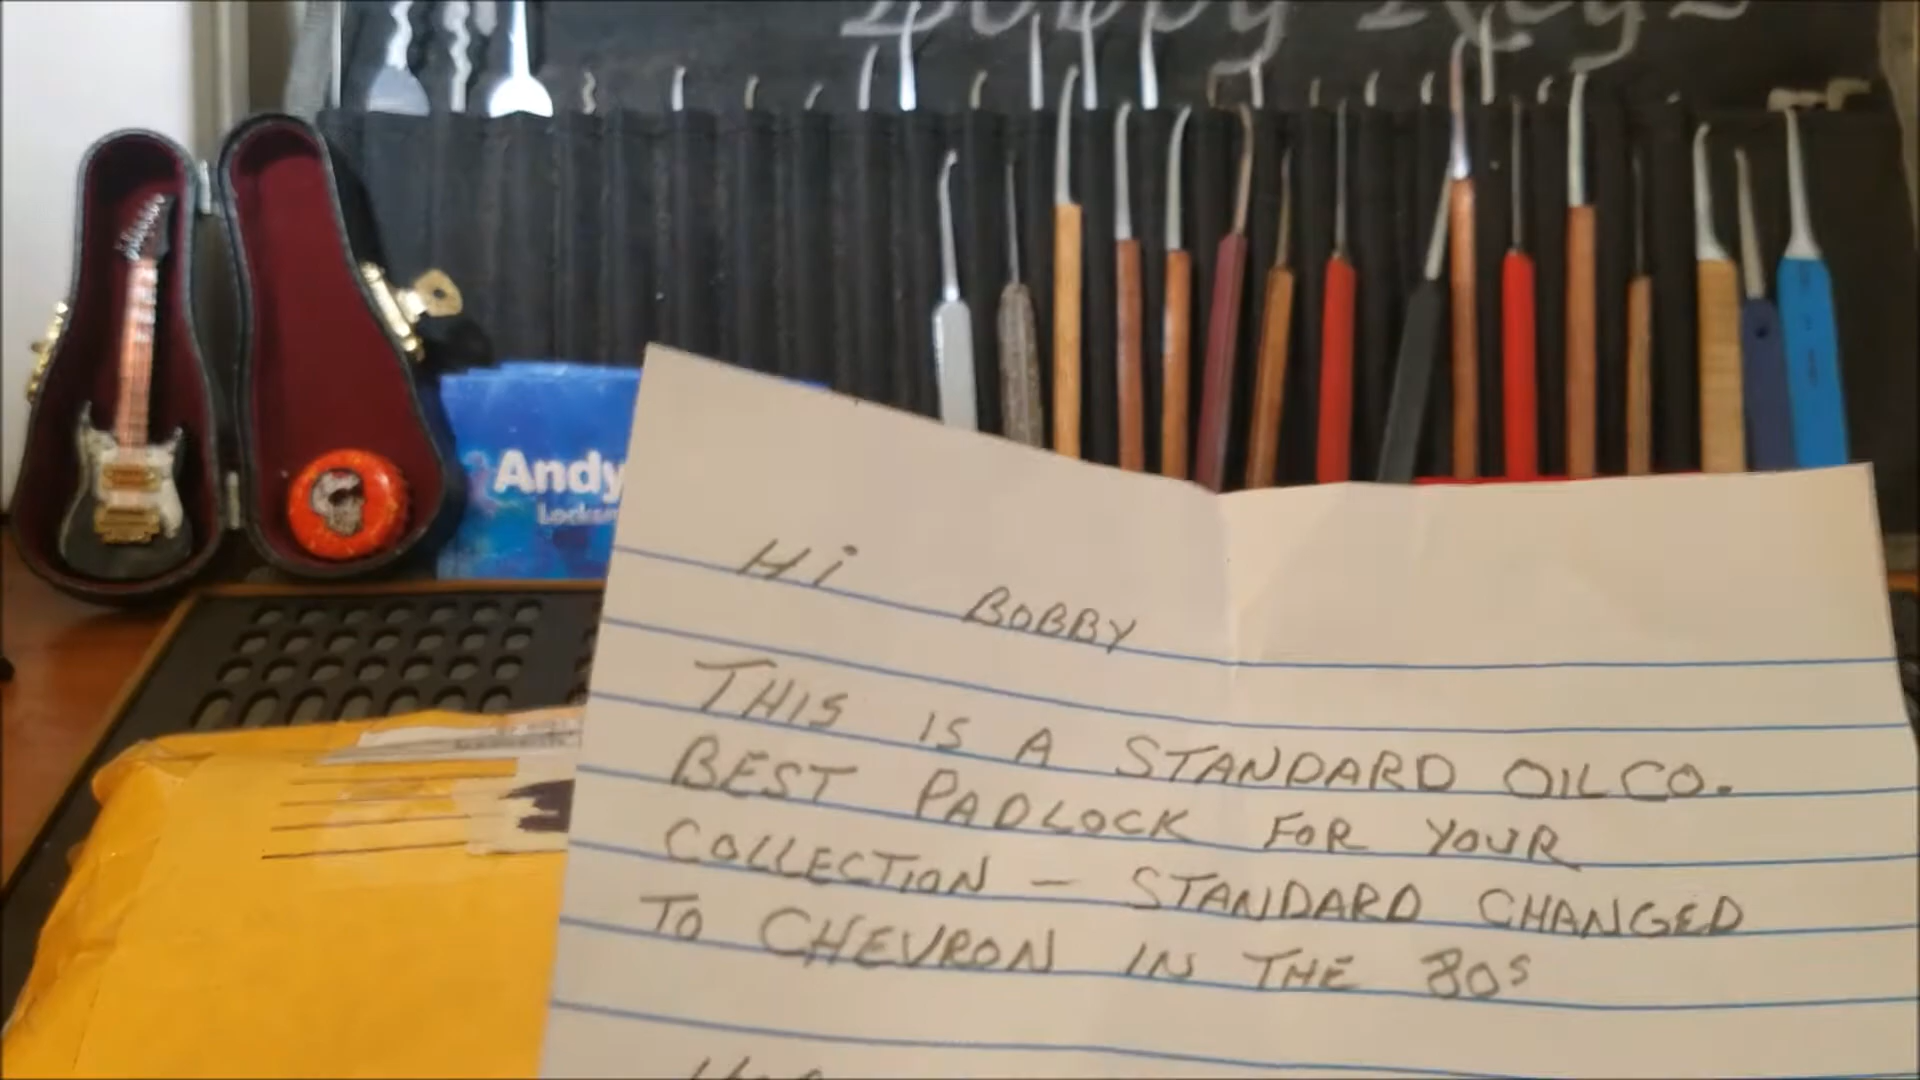 Andy
Hi BOBBY
THIS IS A STANDARD OIL CO.
BEST PADLOCK FOR YOUR
COLLECTION — STANDARD CHANGED
TO CHEVRON IN THE 80s